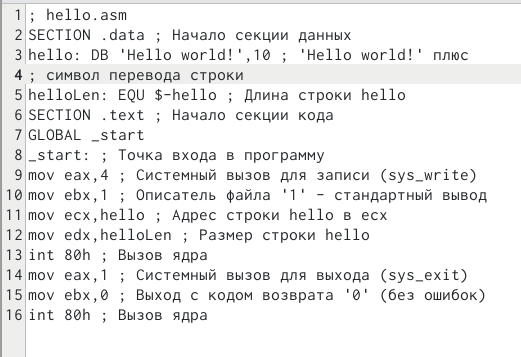 1 ; hello.asm
2 SECTION .data ; Начало секции данных
3 hello: DB 'Hello world!',10 ; 'Hello world!' плюс
4 ; символ перевода строки
5 helloLen: EQU $-hello ; Длина строки hello
6 SECTION .text ; Начало секции кода
7 GLOBAL _start
8 _start: ; Точка входа в программу
9 mov eax,4 ; Системный вызов для записи (sys_write)
10 mov ebx,1 ; Описатель файла '1' - стандартный вывод
11 mov ecx,hello ; Адрес строки hello в ecx
12 mov edx,helloLen ; Размер строки hello
13 int 80h ; Вызов ядра
14 mov eax,1 ; Системный вызов для выхода (sys_exit)
15 mov ebx,0 ; Выход с кодом возврата '0' (без ошибок)
16 int 80h ; Вызов ядра